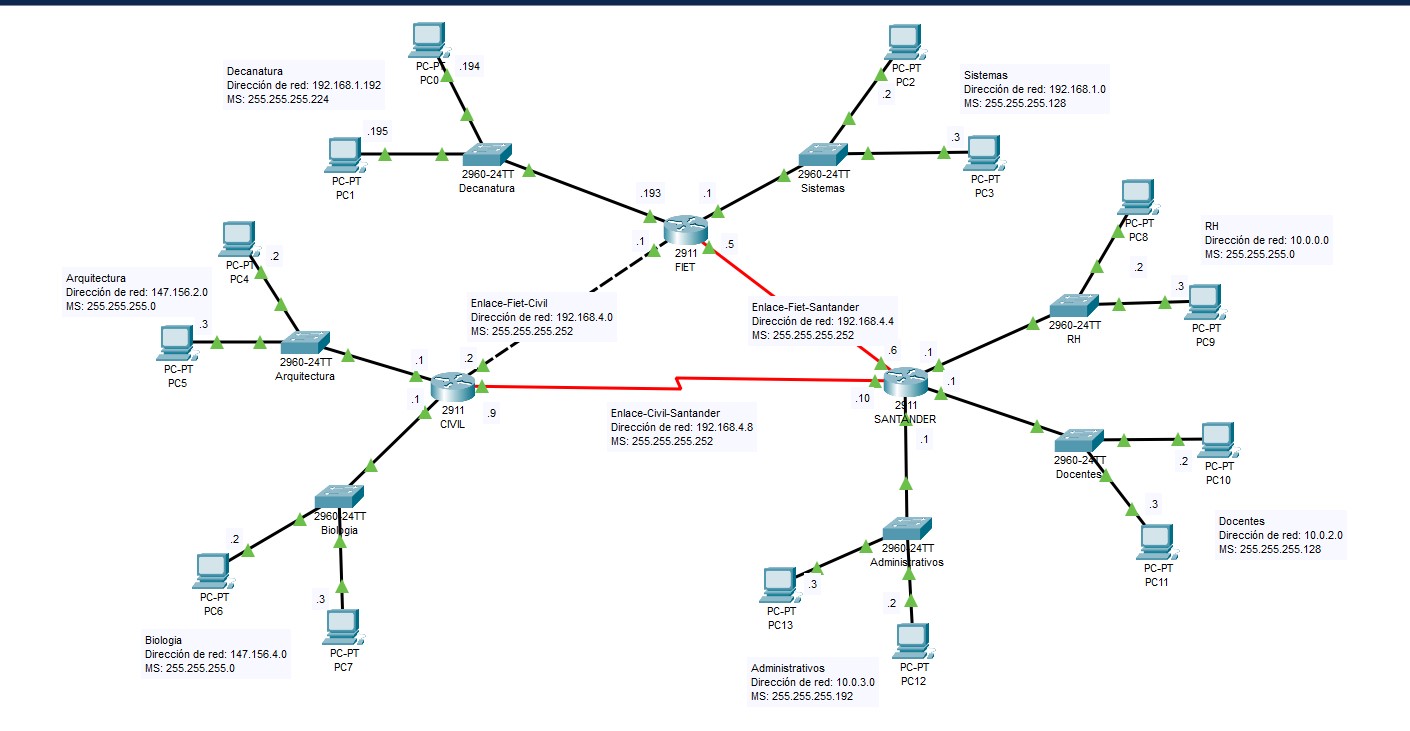 PC-PT
PC0
.194
Decanatura
Dirección de red: 192.168.1.192
MS: 255.255.255.224
.195
PC-PT
PC1
2960-24TT
Decanatura
PC-PT
PC2
.2
Sistemas
Dirección de red: 192.168.1.0
MS: 255.255.255.128
.3
PC-PT
PC3
2960-24TT
Sistemas
.193
.1
.1
.5
2911
FIET
PC-PT
PC4
.2
Arquitectura
Dirección de red: 147.156.2.0
MS: 255.255.255.0
.3
PC-PT
PC5
2960-24TT
Arquitectura
Enlace-Fiet-Civil
Dirección de red: 192.168.4.0
MS: 255.255.255.252
Enlace-Fiet-Santander
Dirección de red: 192.168.4.4
MS: 255.255.255.252
PC-PT
PC8
.2
RH
Dirección de red: 10.0.0.0
MS: 255.255.255.0
.3
PC-PT
PC9
2960-24TT
RH
.1
.2
.1
.9
2911
CIVIL
.6
.1
.1
.10
2911
SANTANDER
.1
Enlace-Civil-Santander
Dirección de red: 192.168.4.8
MS: 255.255.255.252
2960-24TT
Docentes
.2
PC-PT
PC10
.3
PC-PT
PC11
Docentes
Dirección de red: 10.0.2.0
MS: 255.255.255.128
2960-24TT
Biologia
.2
PC-PT
PC6
.3
PC-PT
PC7
Biologia
Dirección de red: 147.156.4.0
MS: 255.255.255.0
2960-24TT
Administrativos
.3
PC-PT
PC13
.2
PC-PT
PC12
Administrativos
Dirección de red: 10.0.3.0
MS: 255.255.255.192